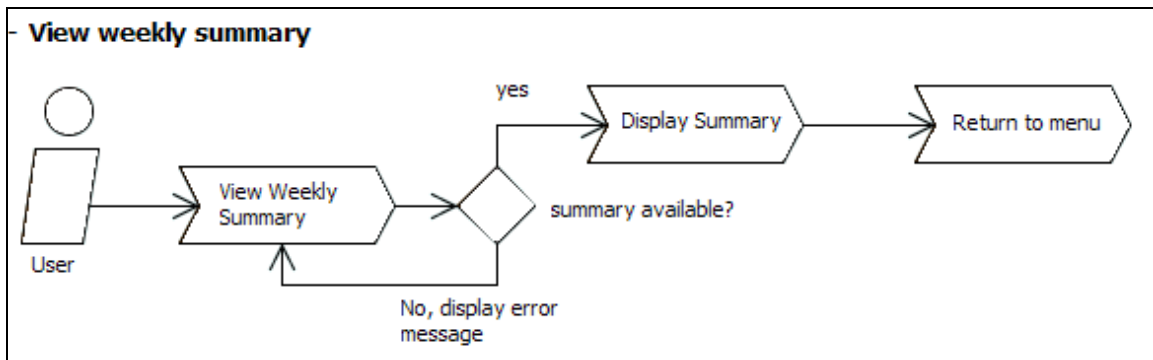 - View weekly summary
yes
Display Summary
Return to menu
View Weekly
Summary
summary available?
User
No, display error
message